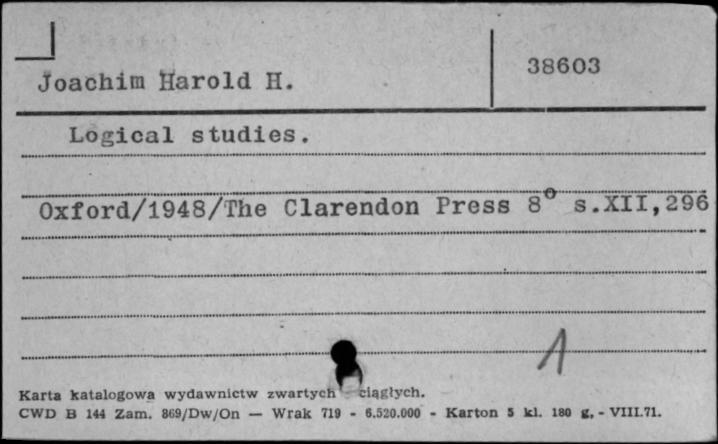 Joachim Harold H.
38603
Logical studies.
Oxford/1948/The Clarendon Press 8° s.XII,296
1
Karta katalogowa wydawnictw zwartych ciągłych.
CWD B 144 Zam. 869/Dw/On — Wrak 719 - 6.520.000 - Karton 5 kl. 180 g, - VIII.71.